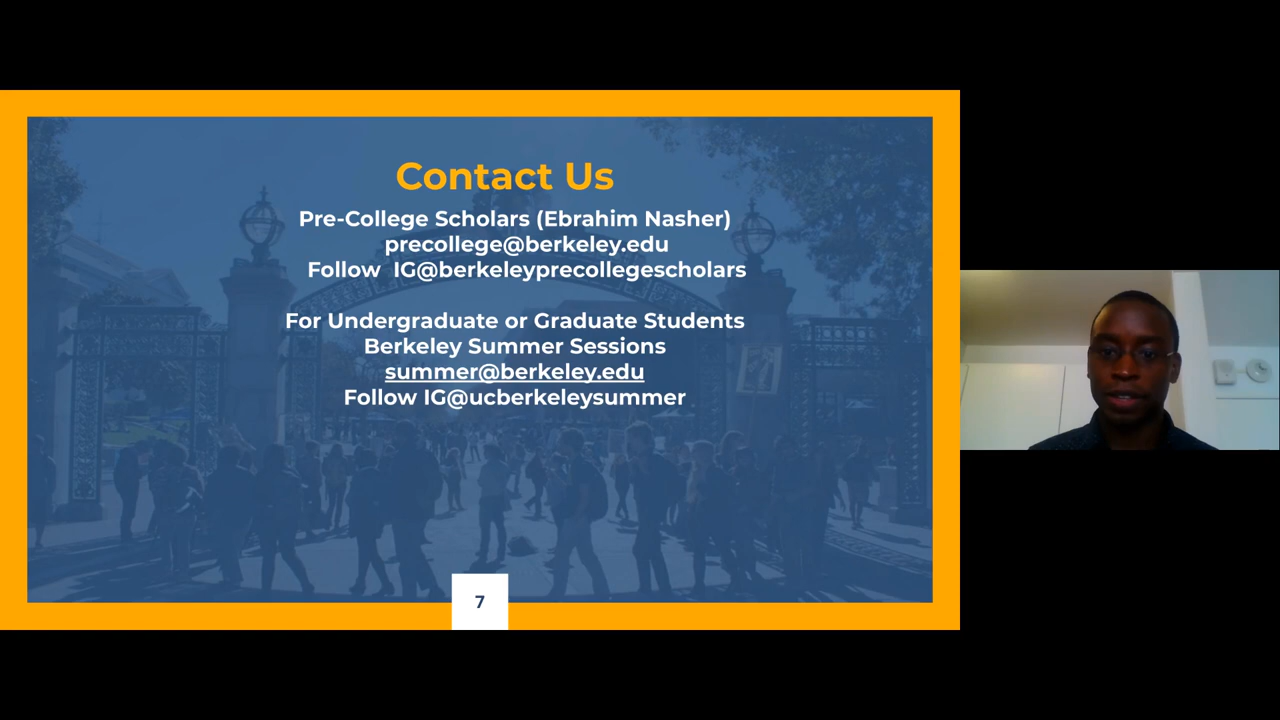 Contact Us
Pre-College Scholars (Ebrahim Nasher)
precollege@berkeley.edu
Follow  IG@berkeleyprecollegescholars
For Undergraduate or Graduate Students
Berkeley Summer Sessions
summer@berkeley.edu
Follow IG@ucberkeleysummer
7